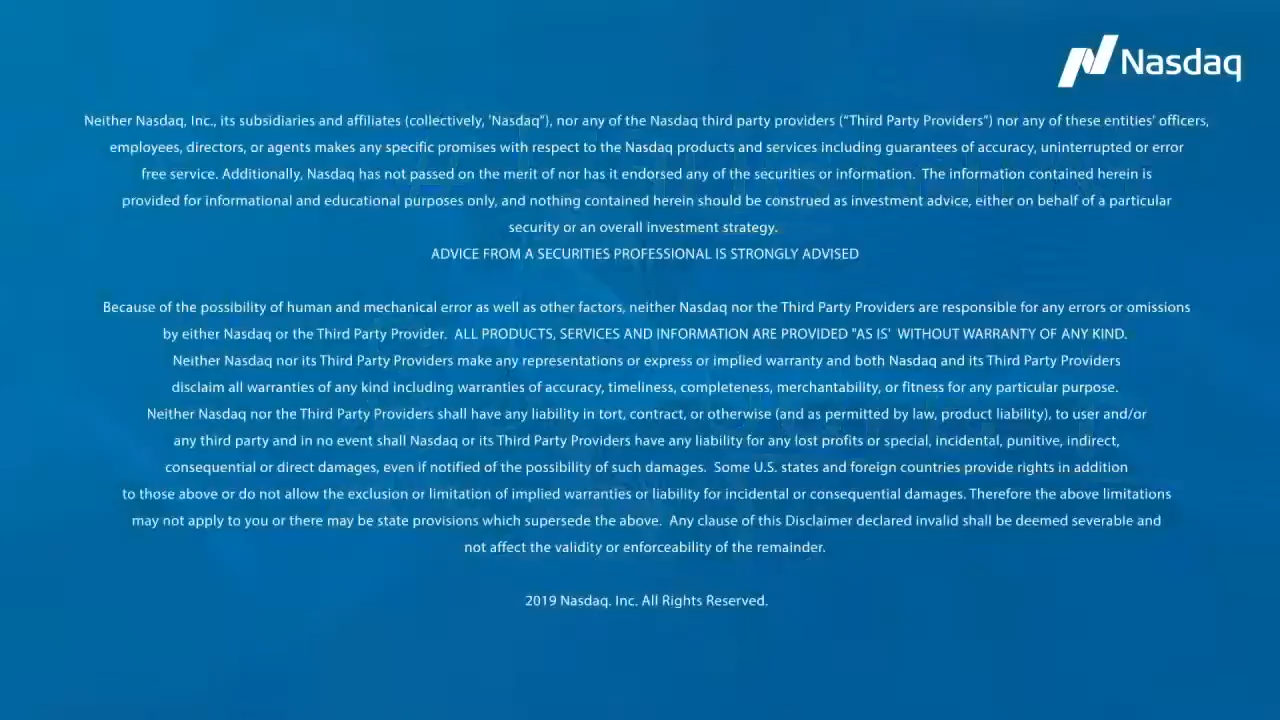 Nasdaq
Neither Nasdaq, Inc., its subsidiaries and affiliates (collectively, 'Nasdaq"), nor any of the Nasdaq third party providers (“Third Party Providers”) nor any of these entities’ officers,
employees, directors, or agents makes any specific promises with respect to the Nasdaq products and services including guarantees of accuracy, uninterrupted or error
free service. Additionally, Nasdaq has not passed on the merit of nor has it endorsed any of the securities or information.  The information contained herein is
provided for informational and educational purposes only, and nothing contained herein should be construed as investment advice, either on behalf of a particular
security or an overall investment strategy.
ADVICE FROM A SECURITIES PROFESSIONAL IS STRONGLY ADVISED
Because of the possibility of human and mechanical error as well as other factors, neither Nasdaq nor the Third Party Providers are responsible for any errors or omissions
by either Nasdaq or the Third Party Provider.  ALL PRODUCTS, SERVICES AND INFORMATION ARE PROVIDED "AS IS'  WITHOUT WARRANTY OF ANY KIND.
Neither Nasdaq nor its Third Party Providers make any representations or express or implied warranty and both Nasdaq and its Third Party Providers
disclaim all warranties of any kind including warranties of accuracy, timeliness, completeness, merchantability, or fitness for any particular purpose.
Neither Nasdaq nor the Third Party Providers shall have any liability in tort, contract, or otherwise (and as permitted by law, product liability), to user and/or
any third party and in no event shall Nasdaq or its Third Party Providers have any liability for any lost profits or special, incidental, punitive, indirect,
consequential or direct damages, even if notified of the possibility of such damages.  Some U.S. states and foreign countries provide rights in addition
to those above or do not allow the exclusion or limitation of implied warranties or liability for incidental or consequential damages. Therefore the above limitations
may not apply to you or there may be state provisions which supersede the above.  Any clause of this Disclaimer declared invalid shall be deemed severable and
not affect the validity or enforceability of the remainder.
2019 Nasdaq. Inc. All Rights Reserved.